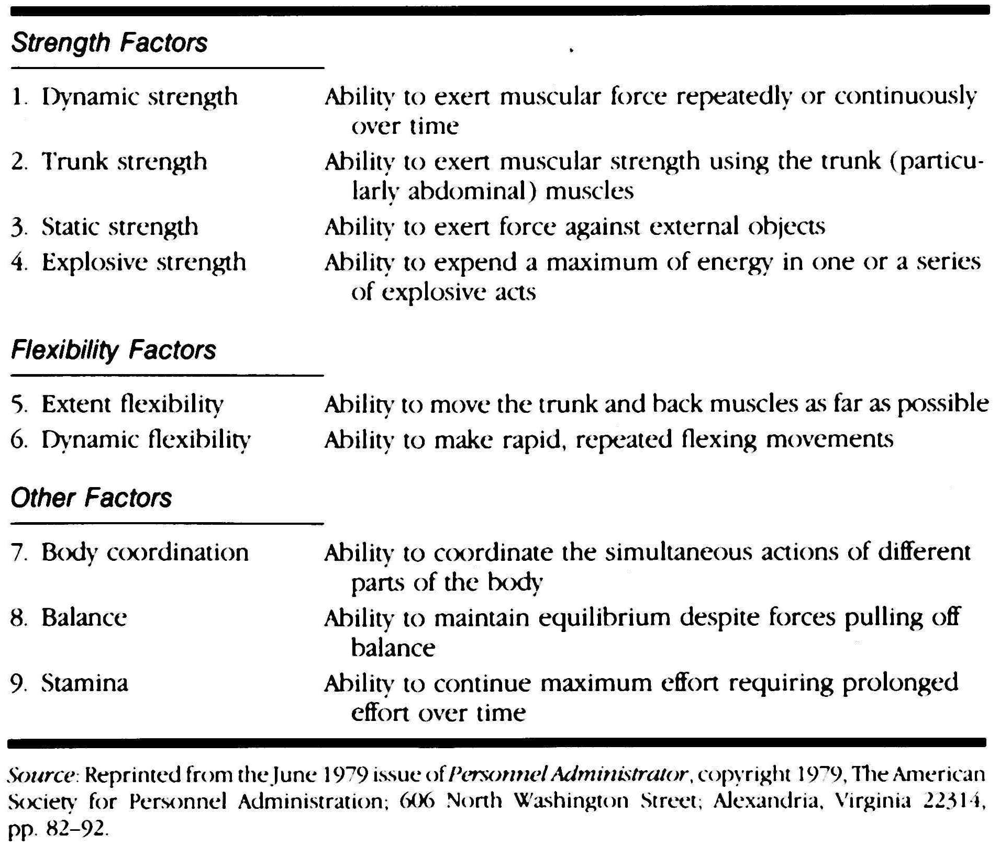 Strength Factors
1. Dynamic strength Ability to exert muscular force repeatedly or continuously
over time
2. Trunk strength Ability to exert muscular strength using the trunk (particu-
larly abdominal) muscles
3. Static strength Ability to exert force against external objects
4. Explosive strength Ability to expend a maximum of energy in one or a series
of explosive acts
Flexibility Factors
5. Extent flexibility Ability to move the trunk and back muscles as far as possible
6. Dynamic flexibility Ability to make rapid, repeated flexing movements
Other Factors
7. Body coordination Ability to coordinate the simultaneous actions of different
parts of the body
8. Balance Ability to maintain equilibrium despite forces pulling off
balance
9. Stamina Ability to continue maximum effort requiring prolonged
effort over time
Source: Reprinted from the June 1979 issue of Personnel Administrator, copyright 1979, The American
Society for Personnel Administration; 606 North Washington Street; Alexandria, Virginia 22314,
pp. 82–92.